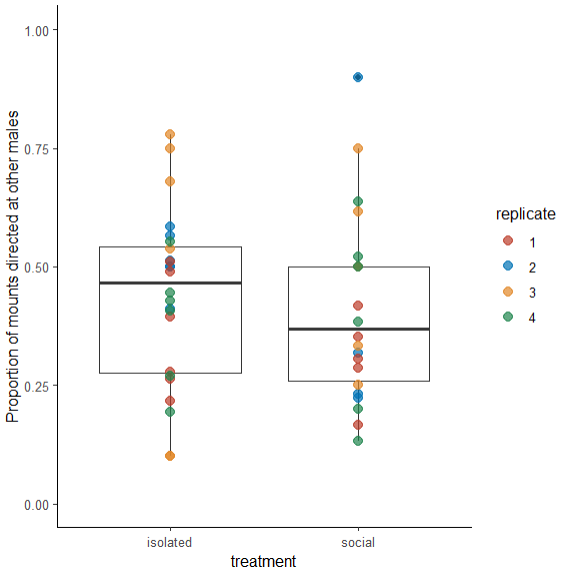 1.00
0.75
0.50
0.25
0.00
Proportion of mounts directed at other males
isolated
social
treatment
replicate
1
2
3
4